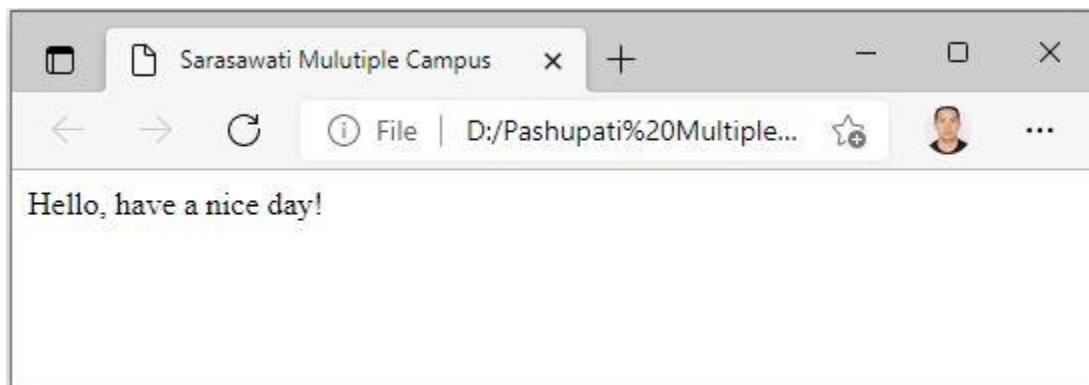 Sarasawati Mulutiple Campus
File | D:/Pashupati%20Multiple...
Hello, have a nice day!